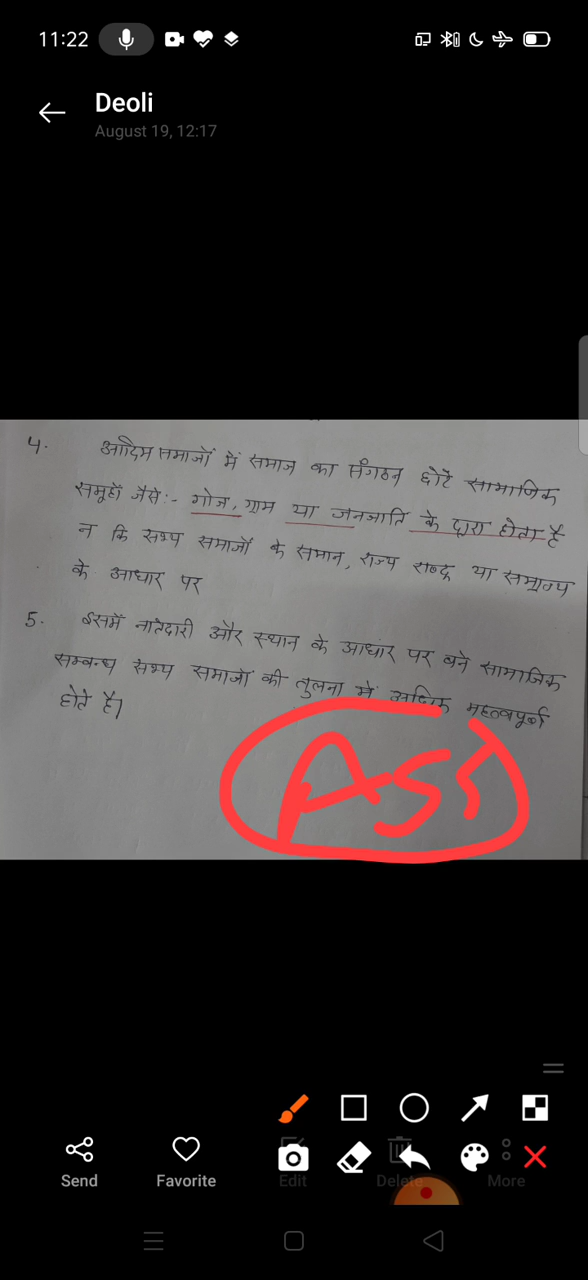 11:22
Deoli
August 19, 12:17
4. आदिम समाजों में समाज का संगठन छोटे सामाजिक
समूहों जैसे:- गोत्र, ग्राम या जनजाति के द्वारा होता है
न कि सभ्य समाजों के समान, राज्य राष्ट्र या सम्राज्य
के आधार पर
5. इसमें नातेदारी और स्थान के आधार पर बने सामाजिक
सम्बन्ध सभ्य समाजों की तुलना में अधिक महत्वपूर्ण
होते है।
Send
Favorite
Edit
Delete
More